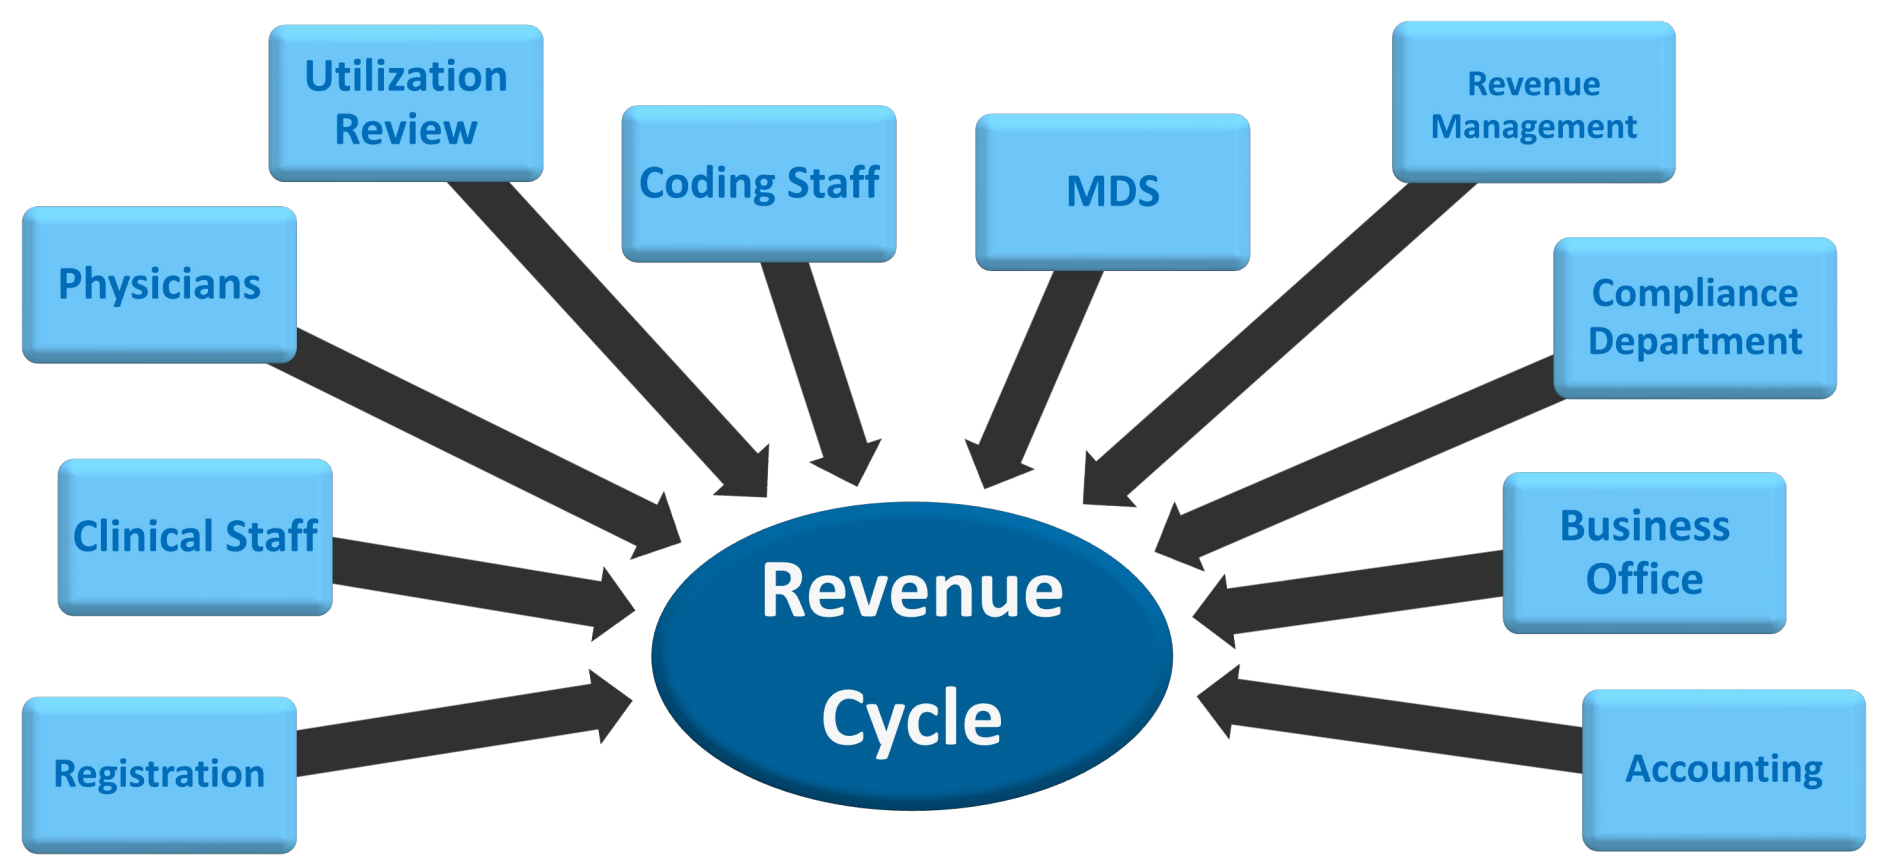 Utilization
Review
Revenue
Management
Coding Staff
MDS
Physicians
Compliance
Department
Clinical Staff
Business
Office
Revenue
Cycle
Registration
Accounting